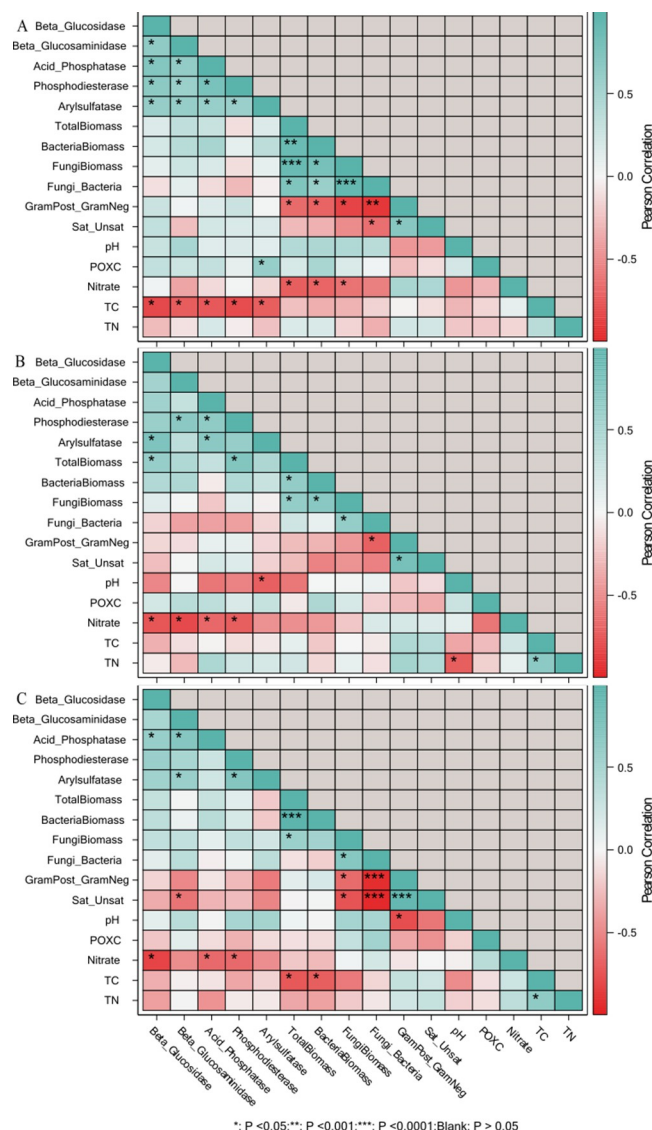 A
Beta_Glucosidase
Beta_Glucosaminidase
*
Acid_Phosphatase
* *
Phosphodiesterase
* * *
Arylsulfatase
* * * *
TotalBiomass
BacteriaBiomass
**
FungiBiomass
*** *
Fungi_Bacteria
* * ***
GramPost_GramNeg
* * * **
Sat_Unsat
* *
pH
POXC
*
Nitrate
* * *
TC
* * * * *
TN
0.5
0.0
-0.5
Pearson Correlation
B
Beta_Glucosidase
Beta_Glucosaminidase
Acid_Phosphatase
Phosphodiesterase
* *
Arylsulfatase
* *
TotalBiomass
* *
BacteriaBiomass
*
FungiBiomass
* *
Fungi_Bacteria
*
GramPost_GramNeg
*
Sat_Unsat
*
pH
*
POXC
Nitrate
* * * *
TC
TN
* *
0.5
0.0
-0.5
Pearson Correlation
C
Beta_Glucosidase
Beta_Glucosaminidase
Acid_Phosphatase
* *
Phosphodiesterase
Arylsulfatase
* *
TotalBiomass
BacteriaBiomass
***
FungiBiomass
*
Fungi_Bacteria
*
GramPost_GramNeg
* ***
Sat_Unsat
* * *** ***
pH
*
POXC
Nitrate
* * *
TC
* *
TN
*
0.5
0.0
-0.5
Pearson Correlation
Beta_Glucosidase
Beta_Glucosaminidase
Acid_Phosphatase
Phosphodiesterase
Arylsulfatase
TotalBiomass
BacteriaBiomass
FungiBiomass
Fungi_Bacteria
GramPost_GramNeg
Sat_Unsat
pH
POXC
Nitrate
TC
TN
*: P <0.05;**: P <0.001;***: P <0.0001;Blank: P > 0.05